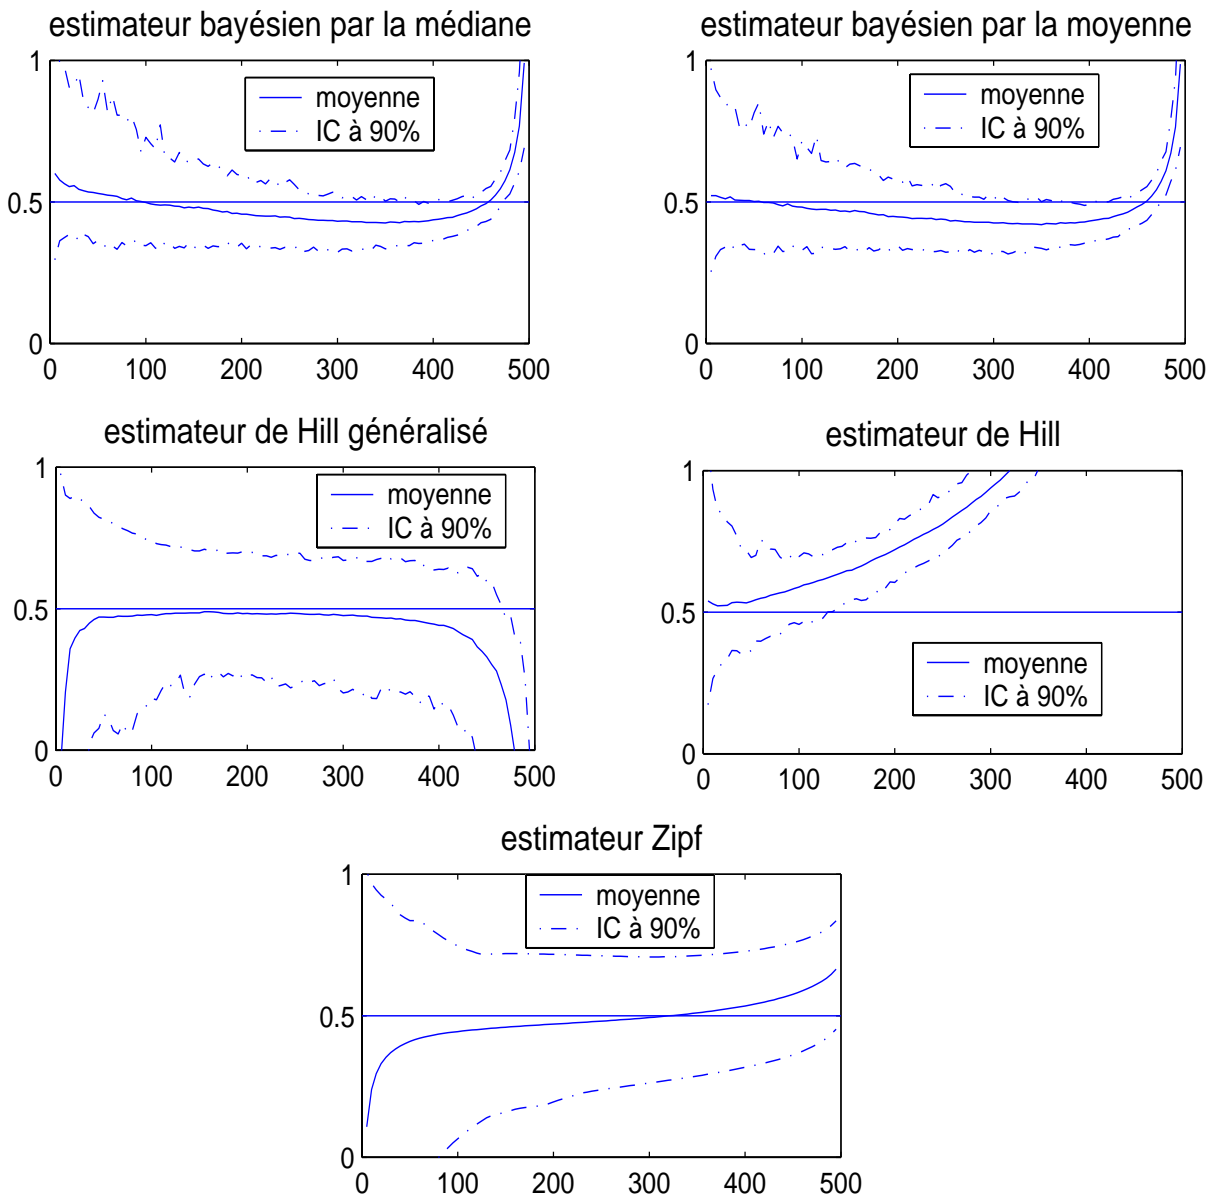 estimateur bayésien par la médiane
1
0.5
0
0 100 200 300 400 500
moyenne
IC à 90%
estimateur bayésien par la moyenne
1
0.5
0
0 100 200 300 400 500
moyenne
IC à 90%
estimateur de Hill généralisé
1
0.5
0
0 100 200 300 400 500
moyenne
IC à 90%
estimateur de Hill
1
0.5
0
0 100 200 300 400 500
moyenne
IC à 90%
estimateur Zipf
1
0.5
0
0 100 200 300 400 500
moyenne
IC à 90%